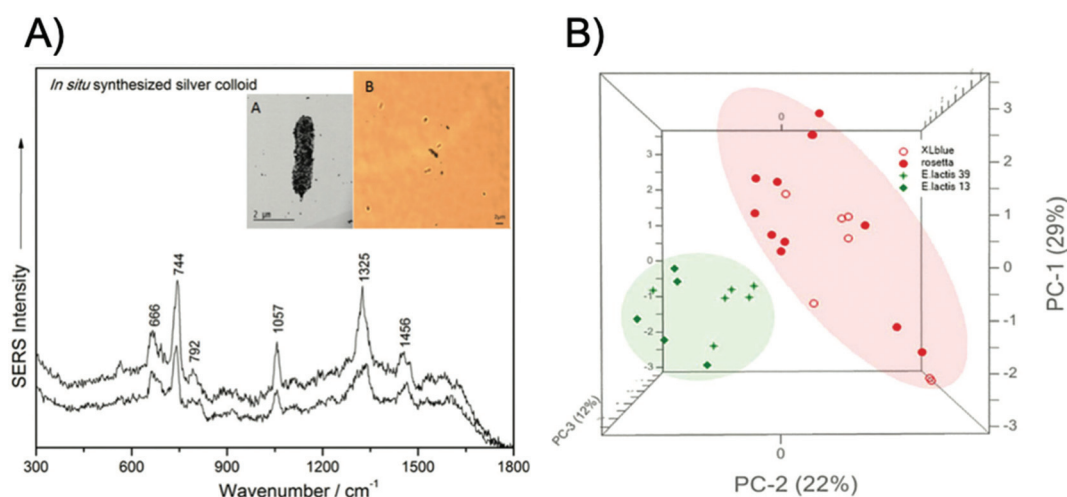 A)
In situ synthesized silver colloid
A
2 µm
B
2µm
666
744
792
1057
1325
1456
SERS Intensity
300 600 900 1200 1500 1800
Wavenumber / cm⁻¹
B)
0
XLblue
rosetta
E.lactis 39
E.lactis 13
3
2
1
0
-1
-2
-3
3
2
1
0
-1
-2
-3
PC-1 (29%)
PC-3 (12%)
0
PC-2 (22%)